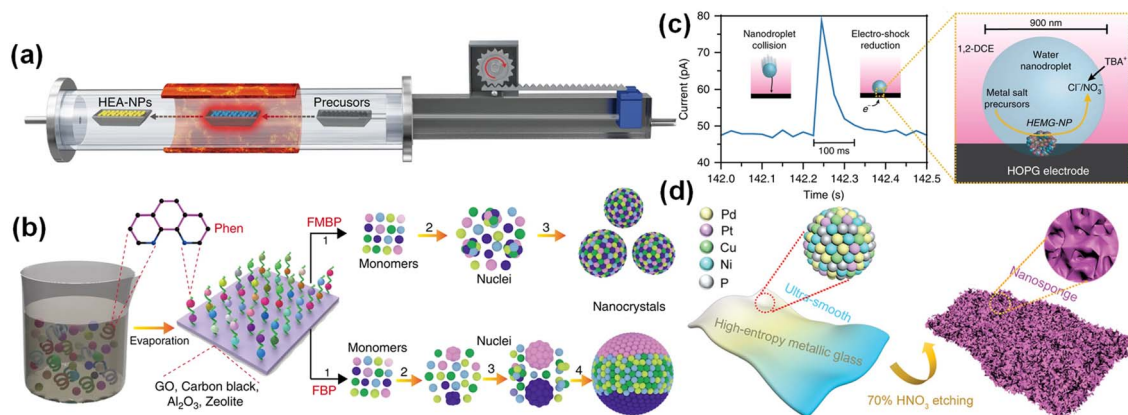 (a)
HEA-NPs
Precusors
(b)
Phen
Evaporation
GO, Carbon black,
Al₂O₃, Zeolite
FMBP
1
Monomers
2
Nuclei
3
Nanocrystals
FBP
1
Monomers
2
Nuclei
3
4
(c)
Current (pA)
80
70
60
50
40
Nanodroplet
collision
Electro-shock
reduction
e⁻
100 ms
142.0 142.1 142.2 142.3 142.4 142.5
Time (s)
900 nm
1,2-DCE
Water
nanodroplet
TBA⁺
Cl⁻/NO₃⁻
Metal salt
precursors
HEMG-NP
HOPG electrode
(d)
Pd
Pt
Cu
Ni
P
Ultra-smooth
High-entropy metallic glass
70% HNO₃ etching
Nanosponge